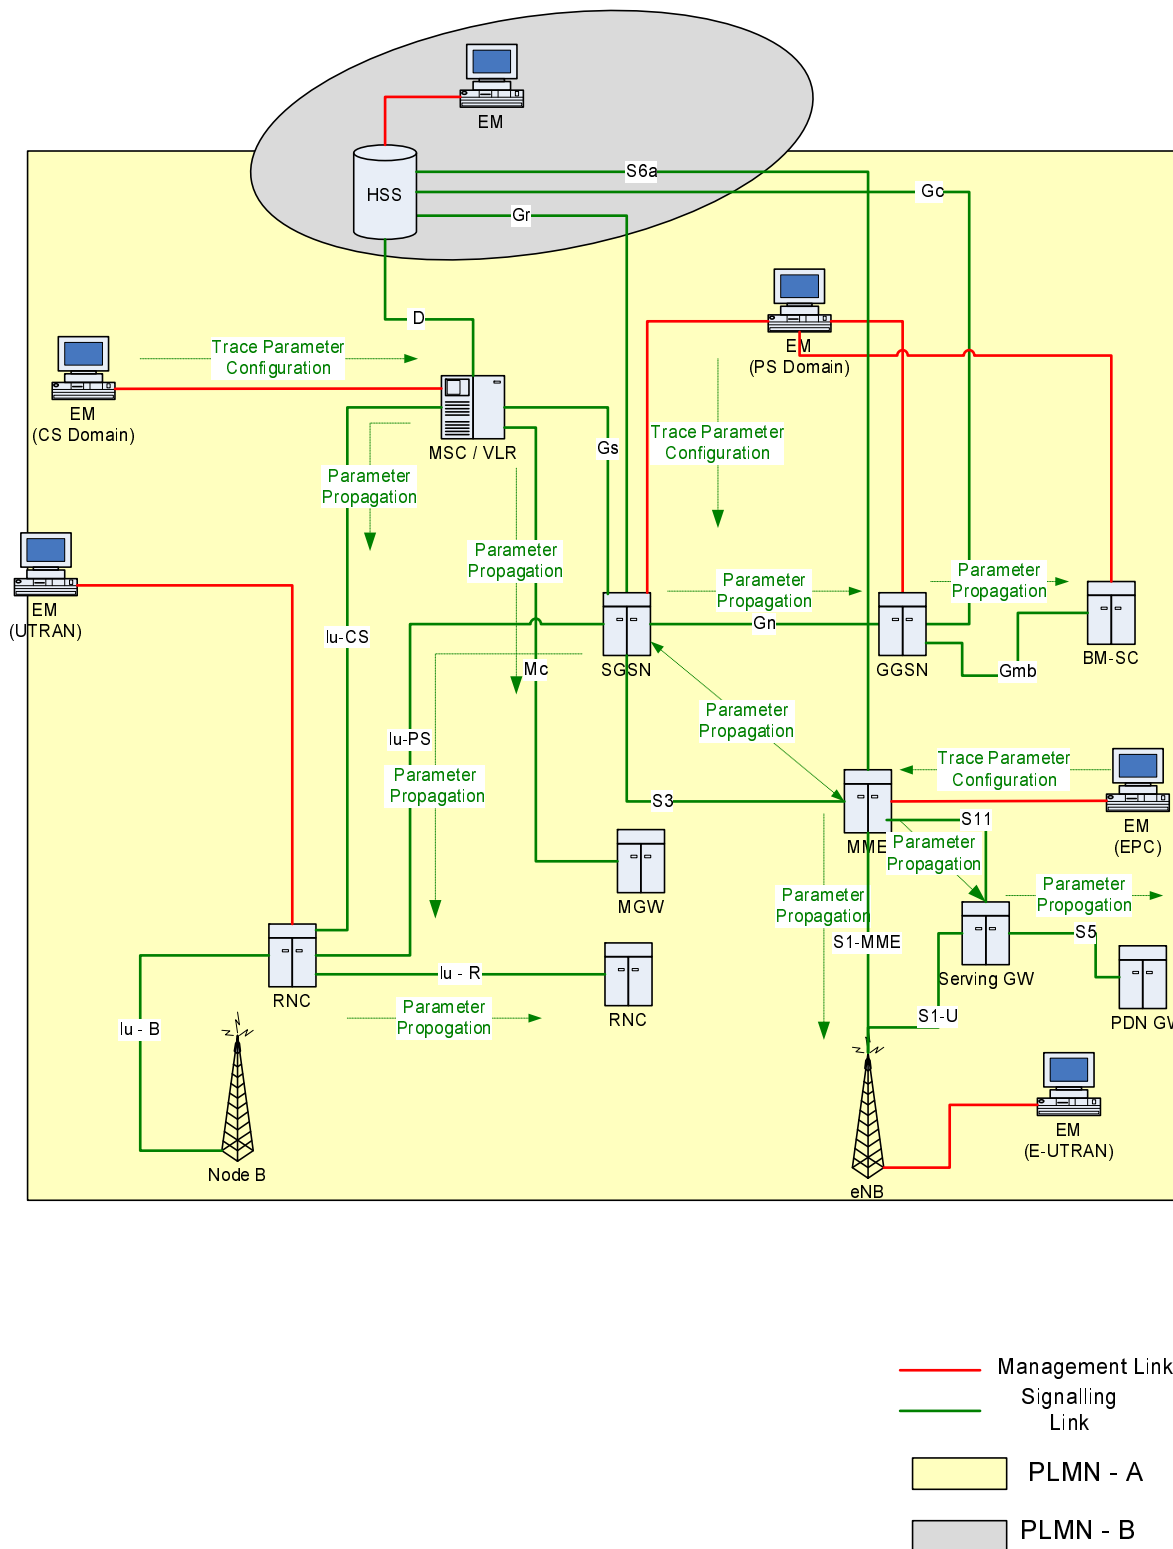 EM
S6a
HSS
Gc
Gr
D
Trace Parameter
Configuration
EM
(PS Domain)
EM
(CS Domain)
MSC / VLR
Gs
Trace Parameter
Configuration
Parameter
Propagation
Parameter
Propagation
Parameter
Propagation
Parameter
Propagation
EM
(UTRAN)
Iu-CS
Gn
SGSN
GGSN
BM-SC
Mc
Gmb
Parameter
Propagation
Iu-PS
Trace Parameter
Configuration
Parameter
Propagation
S3
S11
EM
(EPC)
MME
Parameter
Propagation
Parameter
Propogation
Parameter
Propagation
MGW
S1-MME
S5
Iu - R
Serving GW
RNC
Parameter
Propogation
RNC
S1-U
PDN GW
Iu - B
EM
(E-UTRAN)
Node B
eNB
Management Link
Signalling
Link
PLMN - A
PLMN - B